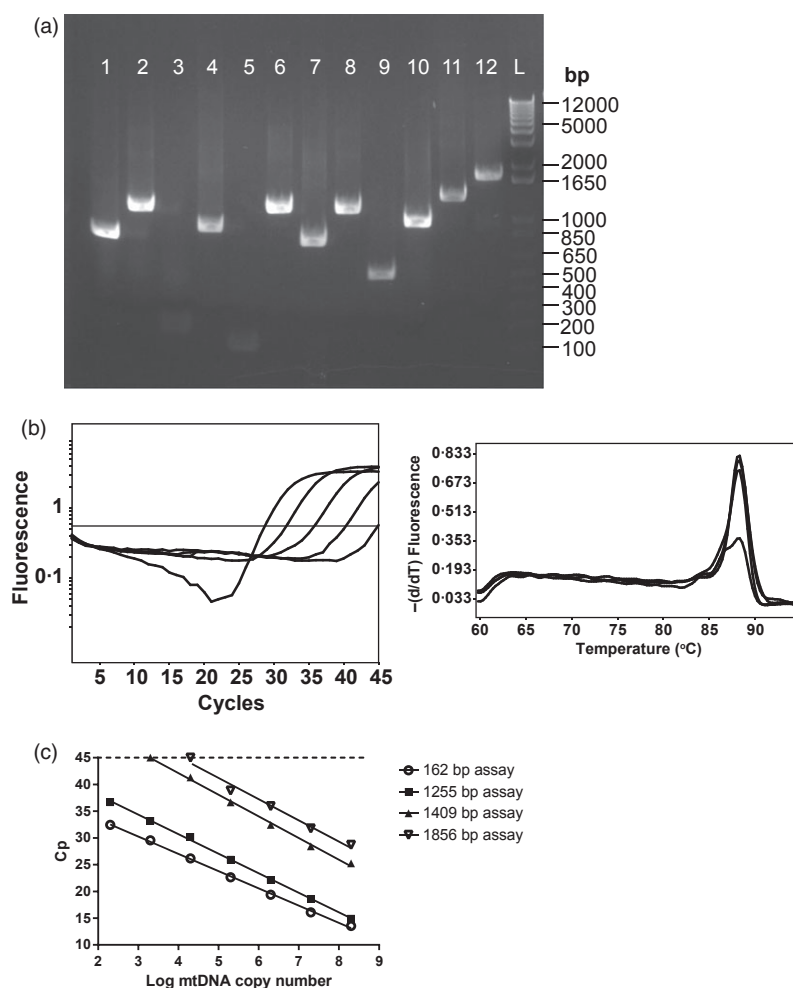 (a)
1 2 3 4 5 6 7 8 9 10 11 12 L bp
12000
5000
2000
1650
1000
850
650
500
400
300
200
100
(b)
Fluorescence
1
0·1
5 15 20 25 30 35 40 45
Cycles
–(d/dT) Fluorescence
0·833
0·673
0·513
0·353
0·193
0·033
60 65 70 75 80 85 90
Temperature (°C)
(c)
Cp
45
40
35
30
25
20
15
10
2 3 4 5 6 7 8 9
Log mtDNA copy number
162 bp assay
1255 bp assay
1409 bp assay
1856 bp assay